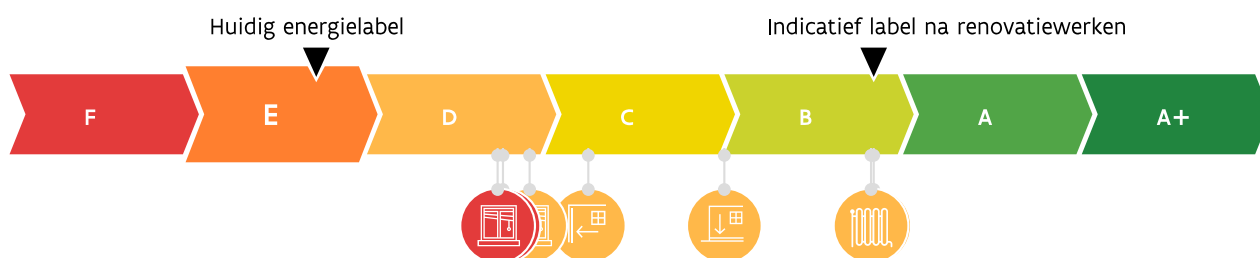 Huidig energielabel
Indicatief label na renovatiewerken
F E D C B A A+